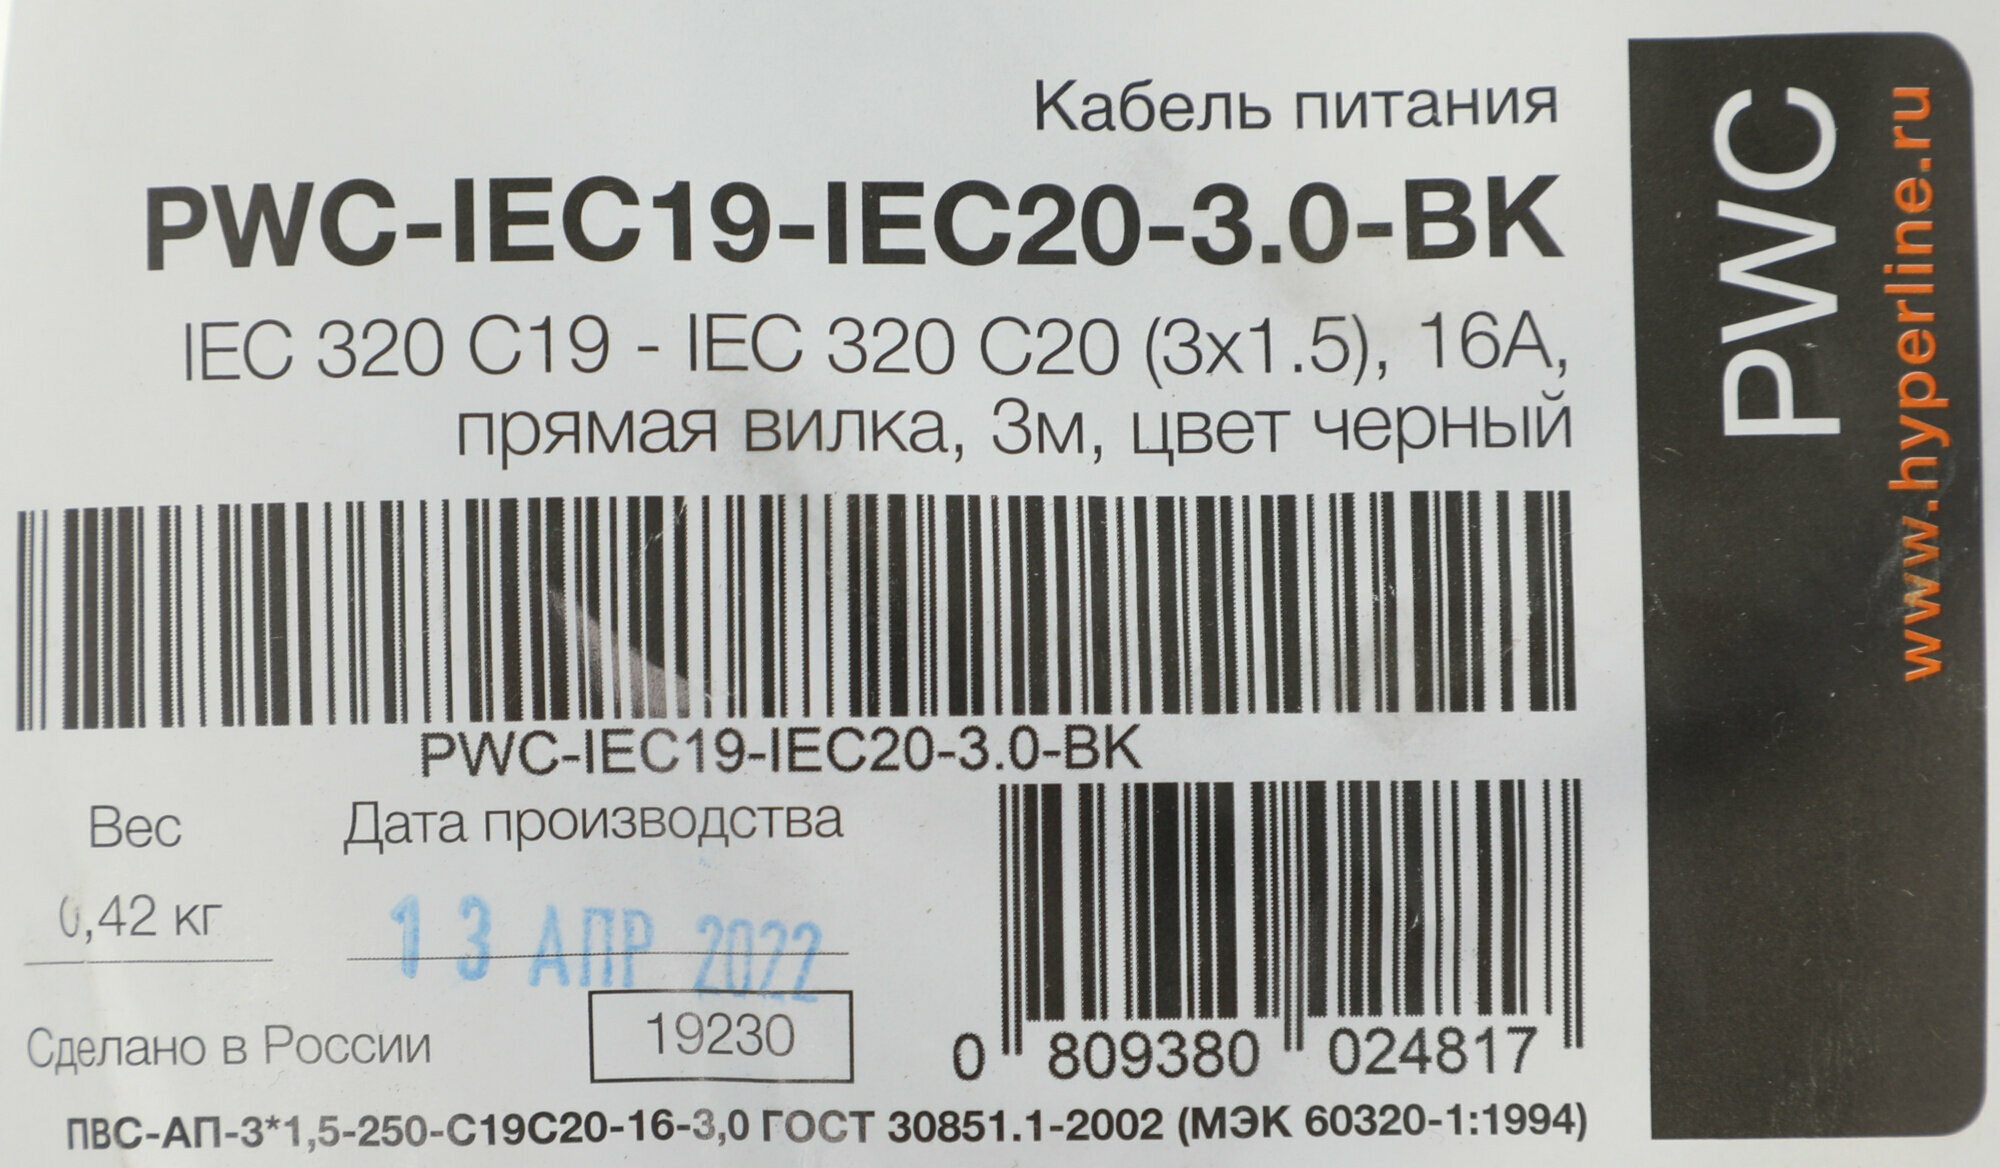 Кабель питания
PWC-IEC19-IEC20-3.0-BK
IEC 320 C19 - IEC 320 C20 (3x1.5), 16A,
прямая вилка, 3м, цвет черный
PWC-IEC19-IEC20-3.0-BK
Вес
0,42 кг
Дата производства
13 АПР 2022
Сделано в России
19230
0 809380 024817
ПВС-АП-3*1,5-250-С19С20-16-3,0 ГОСТ 30851.1-2002 (МЭК 60320-1:1994)
PWC
www.hyperline.ru